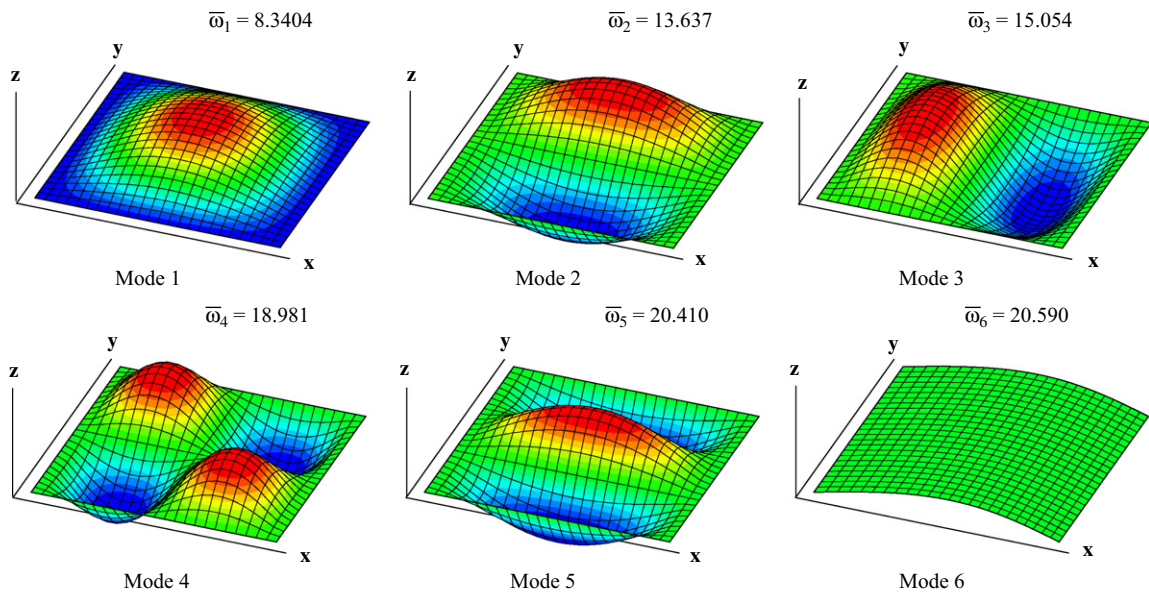 ω̅₁ = 8.3404
ω̅₂ = 13.637
ω̅₃ = 15.054
y
y
y
z
z
z
x
x
x
Mode 1
Mode 2
Mode 3
ω̅₄ = 18.981
ω̅₅ = 20.410
ω̅₆ = 20.590
y
y
y
z
z
z
x
x
x
Mode 4
Mode 5
Mode 6